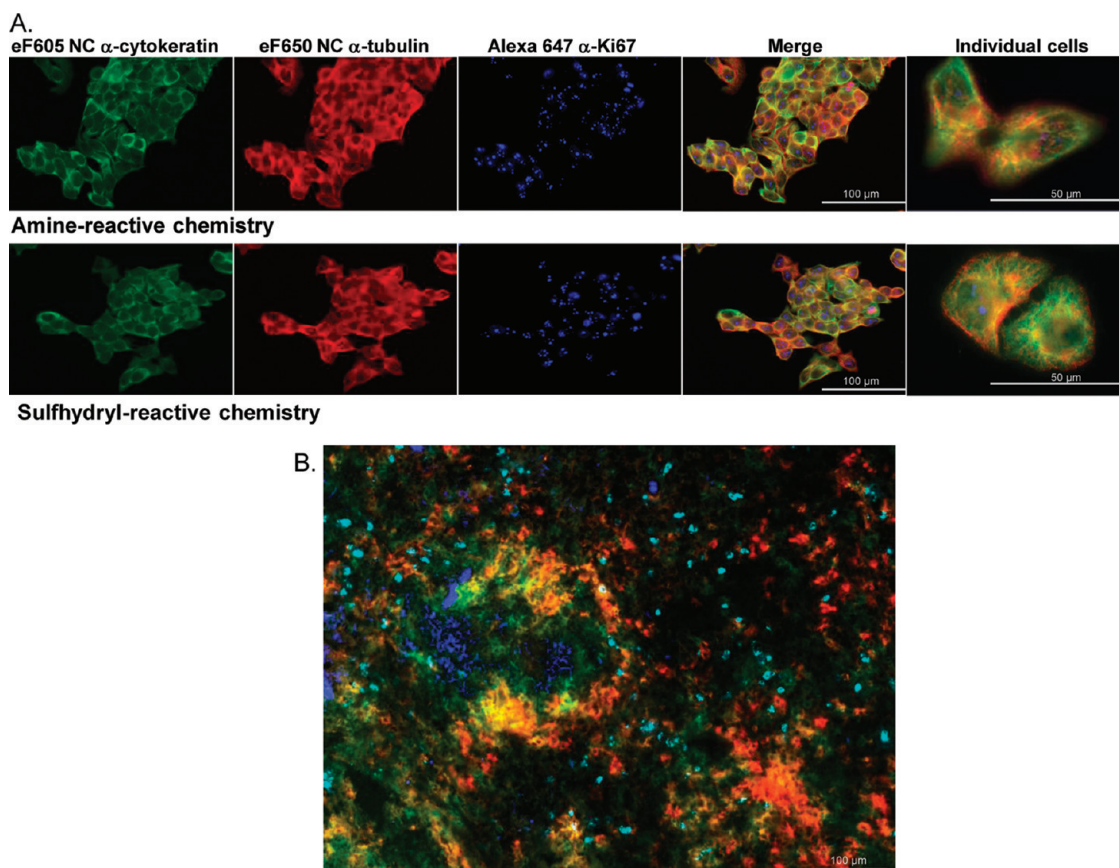 A.
eF605 NC α-cytokeratin eF650 NC α-tubulin Alexa 647 α-Ki67 Merge Individual cells
100 µm 50 µm
Amine-reactive chemistry
100 µm 50 µm
Sulfhydryl-reactive chemistry
B.
100 µm